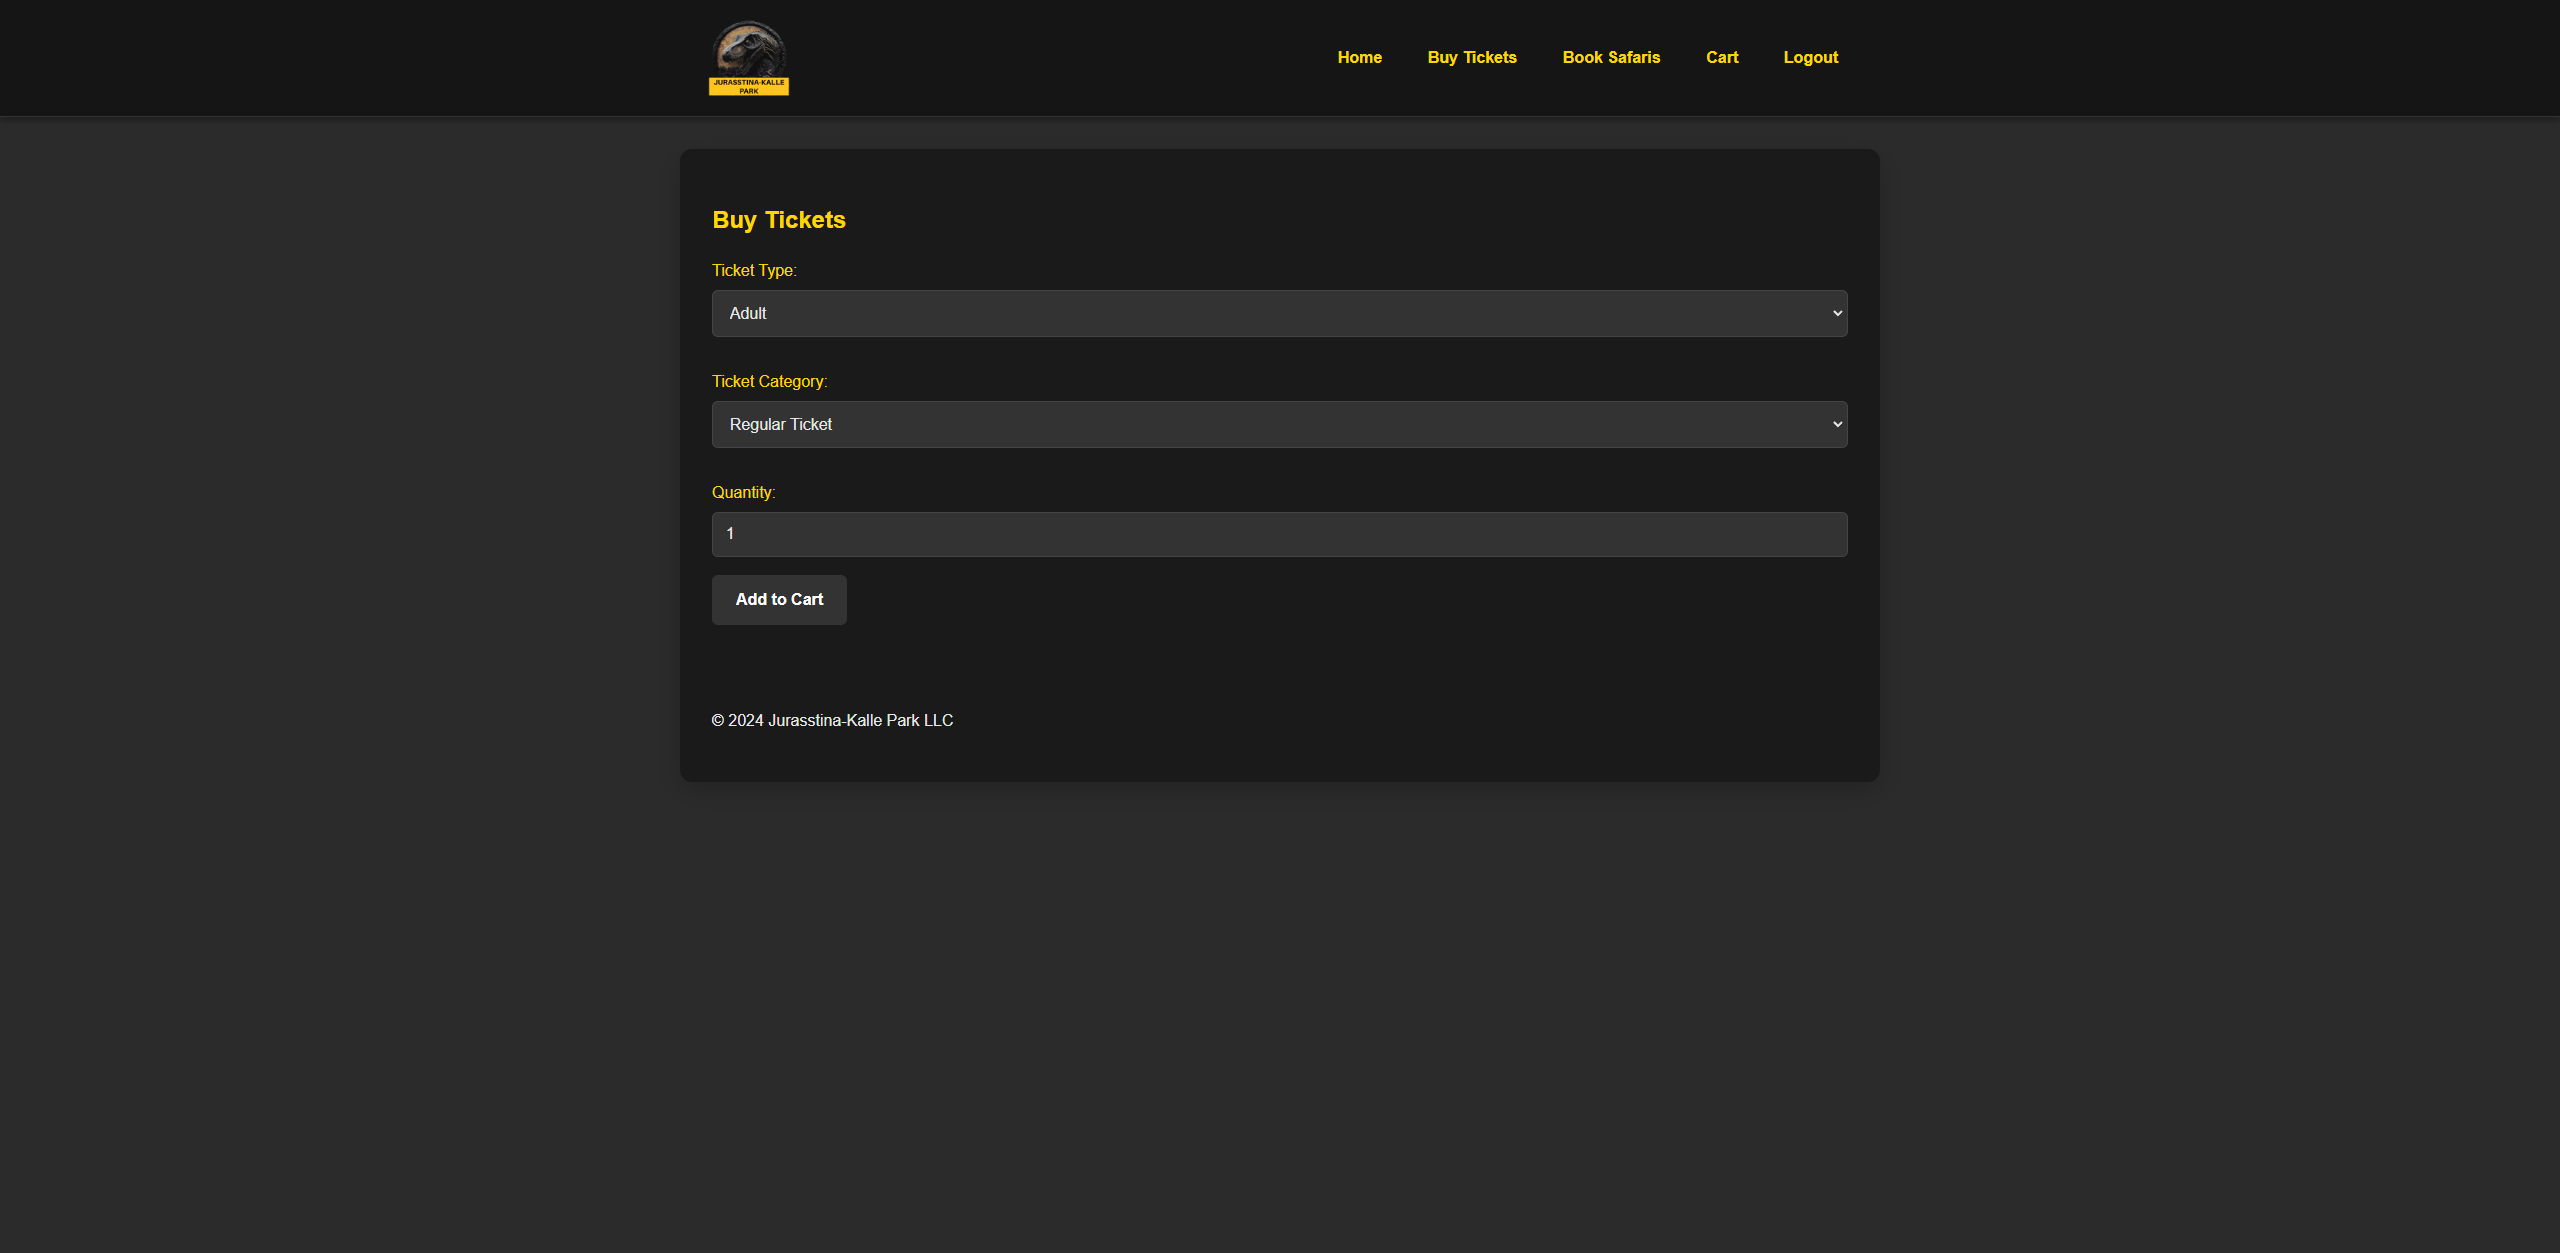 JURASSTINA-KALLE
PARK
Home Buy Tickets Book Safaris Cart Logout
Buy Tickets
Ticket Type:
Adult
Ticket Category:
Regular Ticket
Quantity:
1
Add to Cart
© 2024 Jurasstina-Kalle Park LLC